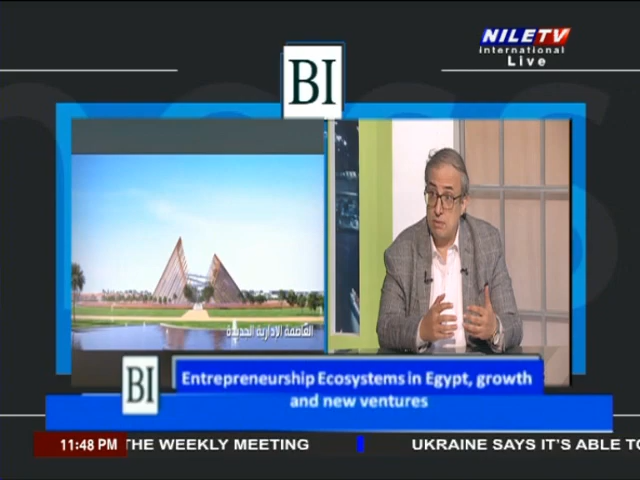 NILETV
international
Live
BI
العاصمة الإدارية الجديدة
BI
Entrepreneurship Ecosystems in Egypt, growth
and new ventures
11:48 PM
THE WEEKLY MEETING
UKRAINE SAYS IT'S ABLE TO